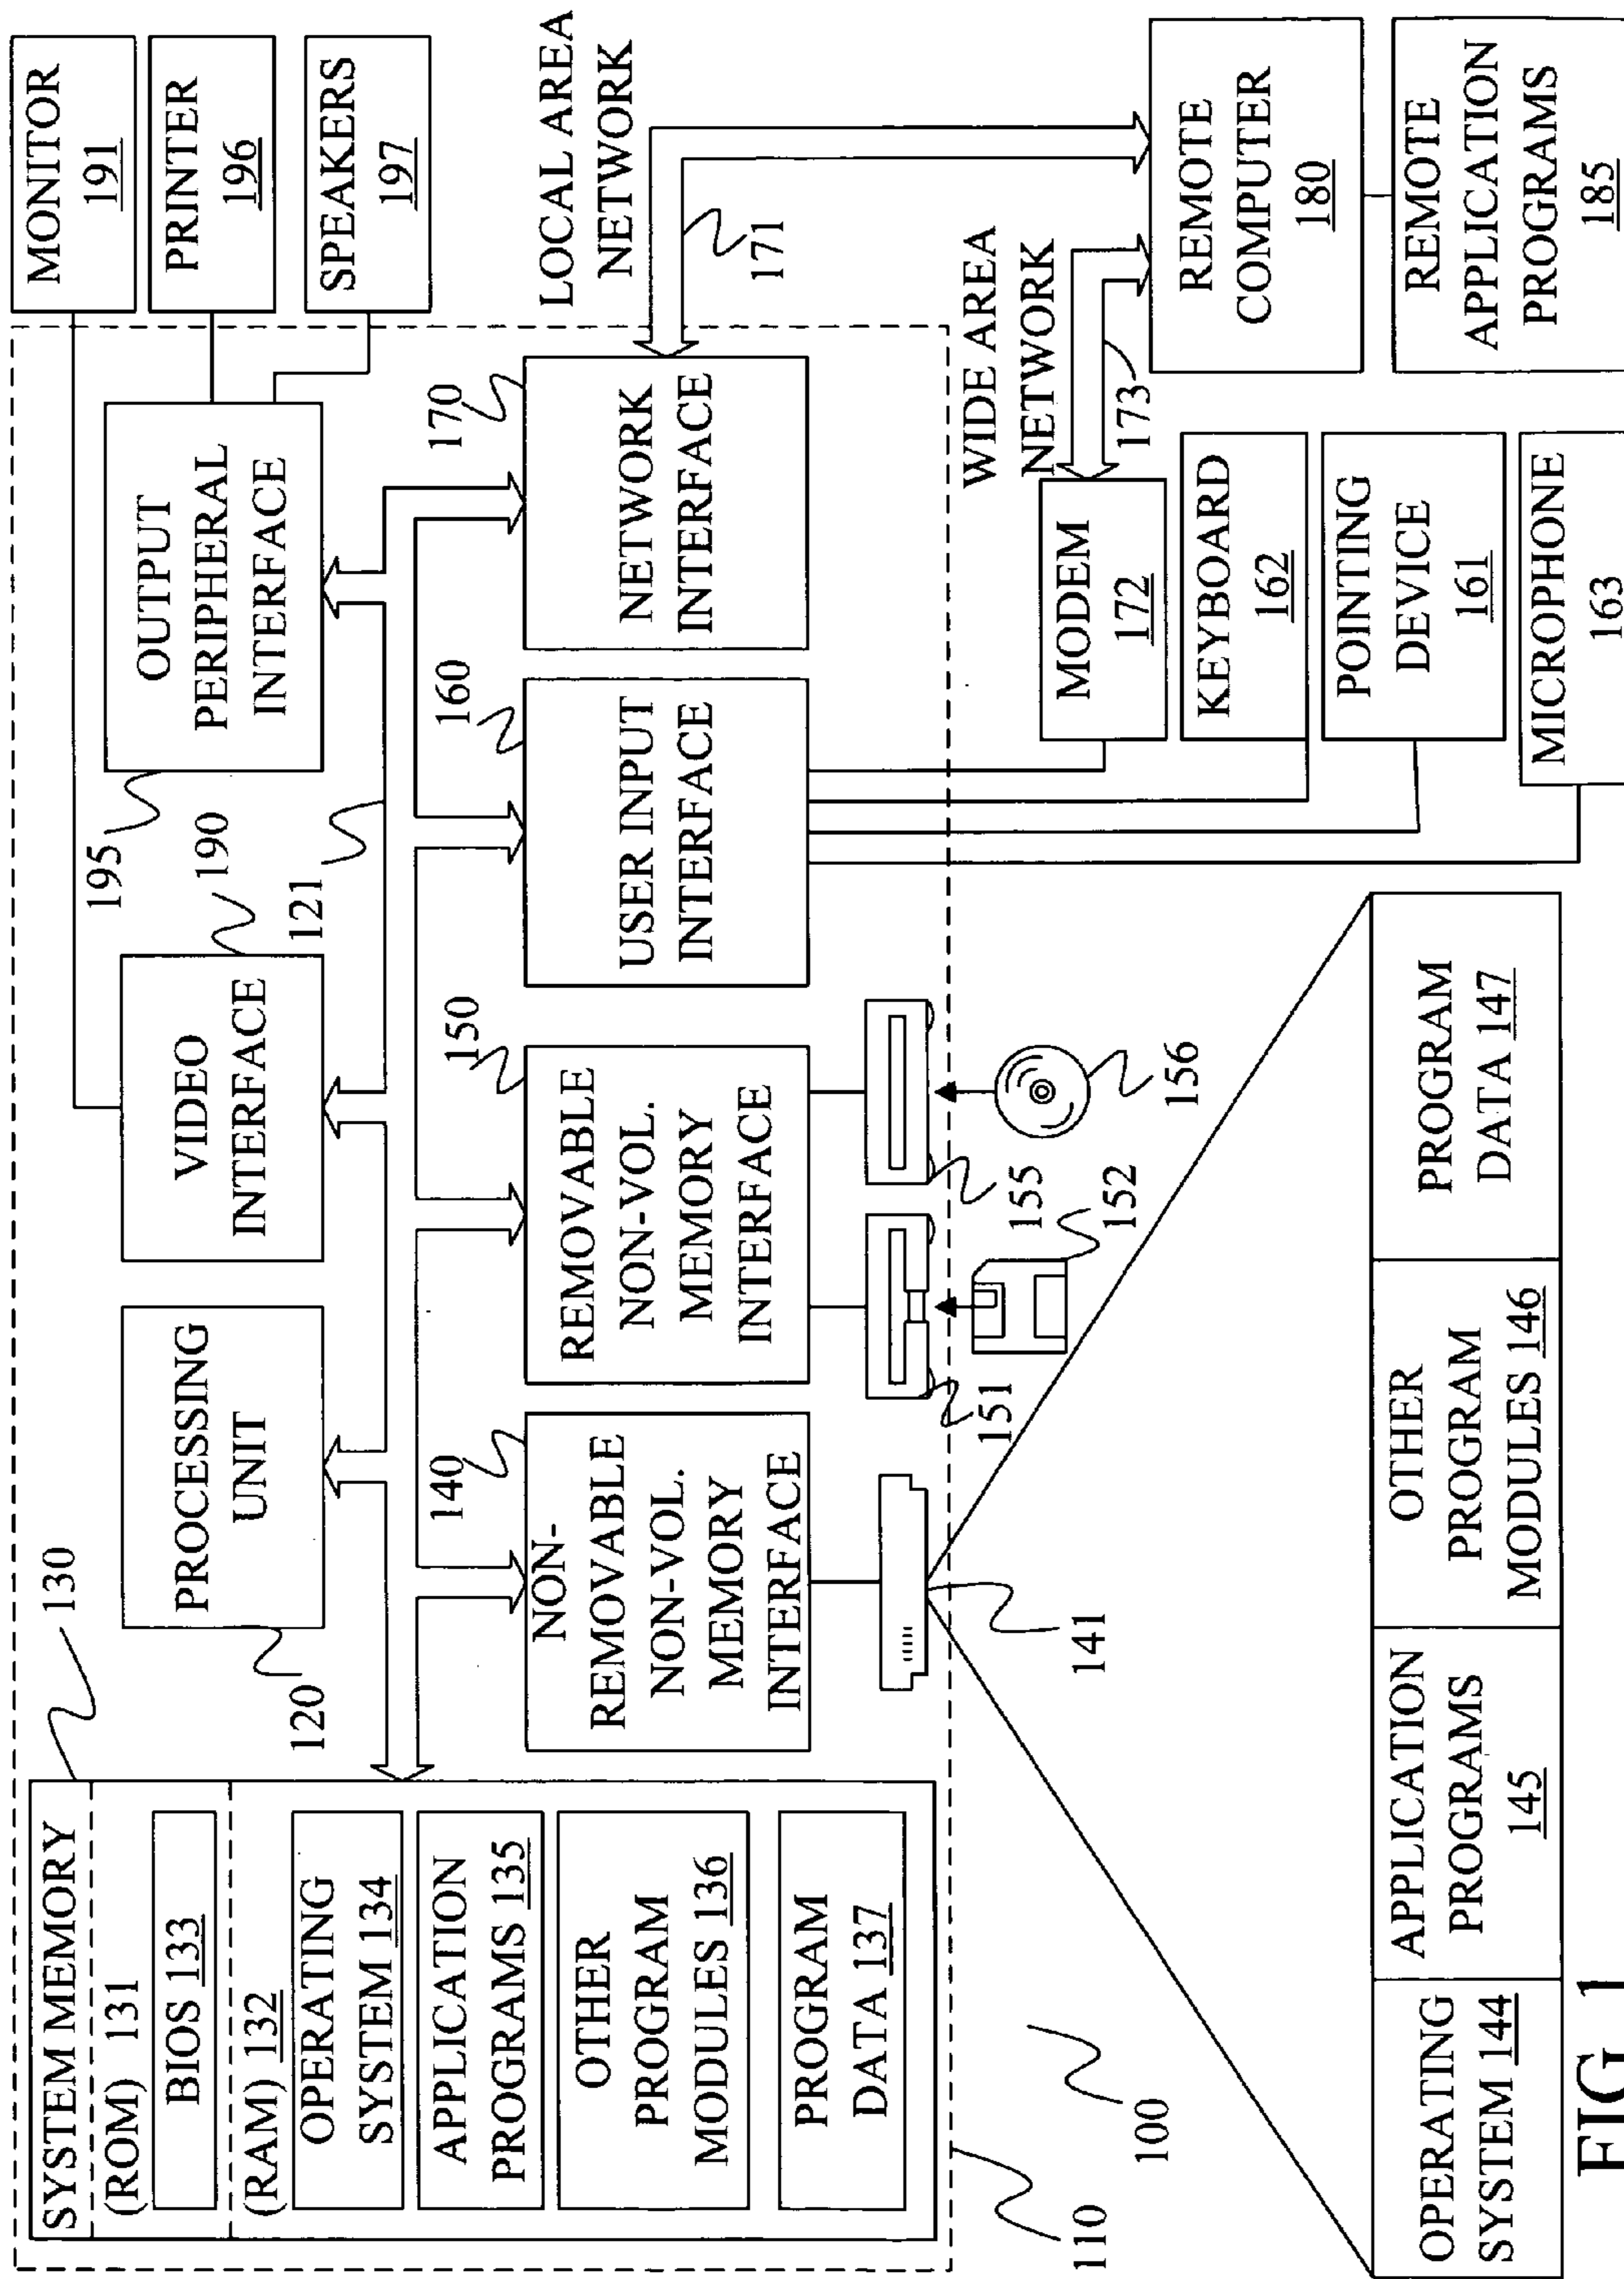 SYSTEM MEMORY
(ROM) 131
BIOS 133
(RAM) 132
OPERATING
SYSTEM 134
APPLICATION
PROGRAMS 135
OTHER
PROGRAM
MODULES 136
PROGRAM
DATA 137
130
120
PROCESSING
UNIT
VIDEO
INTERFACE
190
121
195
OUTPUT
PERIPHERAL
INTERFACE
MONITOR
191
PRINTER
196
SPEAKERS
197
140
NON-
REMOVABLE
NON-VOL.
MEMORY
INTERFACE
150
REMOVABLE
NON-VOL.
MEMORY
INTERFACE
160
USER INPUT
INTERFACE
170
NETWORK
INTERFACE
LOCAL AREA
NETWORK
171
WIDE AREA
NETWORK
173
141
151
152
155
156
MODEM
172
KEYBOARD
162
POINTING
DEVICE
161
MICROPHONE
163
REMOTE
COMPUTER
180
REMOTE
APPLICATION
PROGRAMS
185
110
100
OPERATING
SYSTEM 144
APPLICATION
PROGRAMS
145
OTHER
PROGRAM
MODULES 146
PROGRAM
DATA 147
FIG. 1